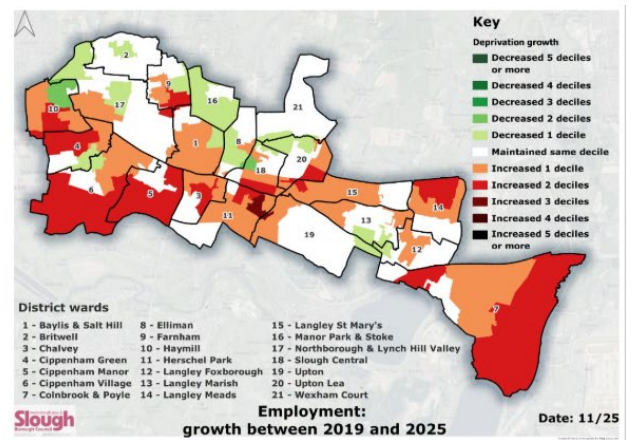 Key
Deprivation growth
Decreased 5 deciles
or more
Decreased 4 deciles
Decreased 3 deciles
Decreased 2 deciles
Decreased 1 decile
Maintained same decile
Increased 1 decile
Increased 2 deciles
Increased 3 deciles
Increased 4 deciles
Increased 5 deciles
or more
2
9
10
17
16
21
4
1
8
18
20
6
5
3
11
15
14
13
19
12
7
District wards
1 - Baylis & Salt Hill
2 - Britwell
3 - Chalvey
4 - Cippenham Green
5 - Cippenham Manor
6 - Cippenham Village
7 - Colnbrook & Poyle
8 - Elliman
9 - Farnham
10 - Haymill
11 - Herschel Park
12 - Langley Foxborough
13 - Langley Marish
14 - Langley Meads
15 - Langley St Mary's
16 - Manor Park & Stoke
17 - Northborough & Lynch Hill Valley
18 - Slough Central
19 - Upton
20 - Upton Lea
21 - Wexham Court
Slough
Borough Council
Employment:
growth between 2019 and 2025
Date: 11/25